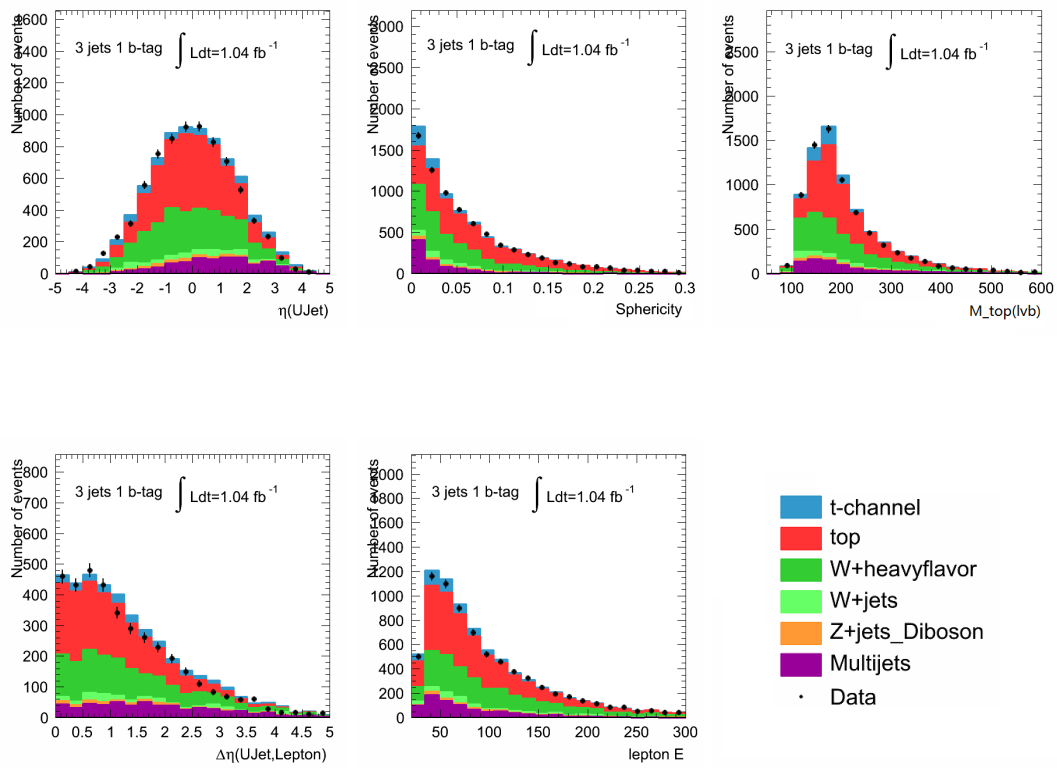 Number of events
1600
1400
1200
1000
800
600
400
200
0
3 jets 1 b-tag ∫ Ldt=1.04 fb -1
-5 -4 -3 -2 -1 0 1 2 3 4 5
η(UJet)
Number of events
3000
2500
2000
1500
1000
500
0
3 jets 1 b-tag ∫ Ldt=1.04 fb -1
0 0.05 0.1 0.15 0.2 0.25 0.3
Sphericity
Number of events
2500
2000
1500
1000
500
0
3 jets 1 b-tag ∫ Ldt=1.04 fb -1
100 200 300 400 500 600
M_top(lvb)
Number of events
800
700
600
500
400
300
200
100
0
3 jets 1 b-tag ∫ Ldt=1.04 fb -1
0 0.5 1 1.5 2 2.5 3 3.5 4 4.5 5
Δη(UJet,Lepton)
Number of events
2000
1800
1600
1400
1200
1000
800
600
400
200
0
3 jets 1 b-tag ∫ Ldt=1.04 fb -1
50 100 150 200 250 300
lepton E
t-channel
top
W+heavyflavor
W+jets
Z+jets_Diboson
Multijets
Data